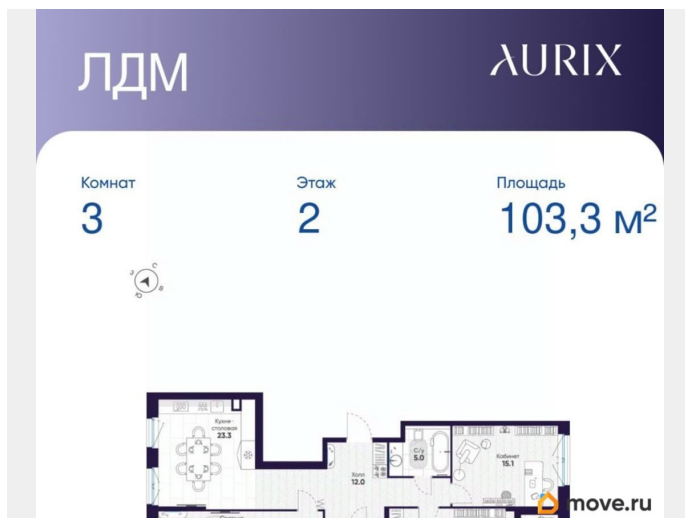 ЛДМ
AURIX
Комнат
Этаж
Площадь
3
2
103,3 м²
С
З
В
Ю
Кухня-
столовая
23.3
С/у
5.0
Кабинет
15.1
Холл
12.0
move.ru